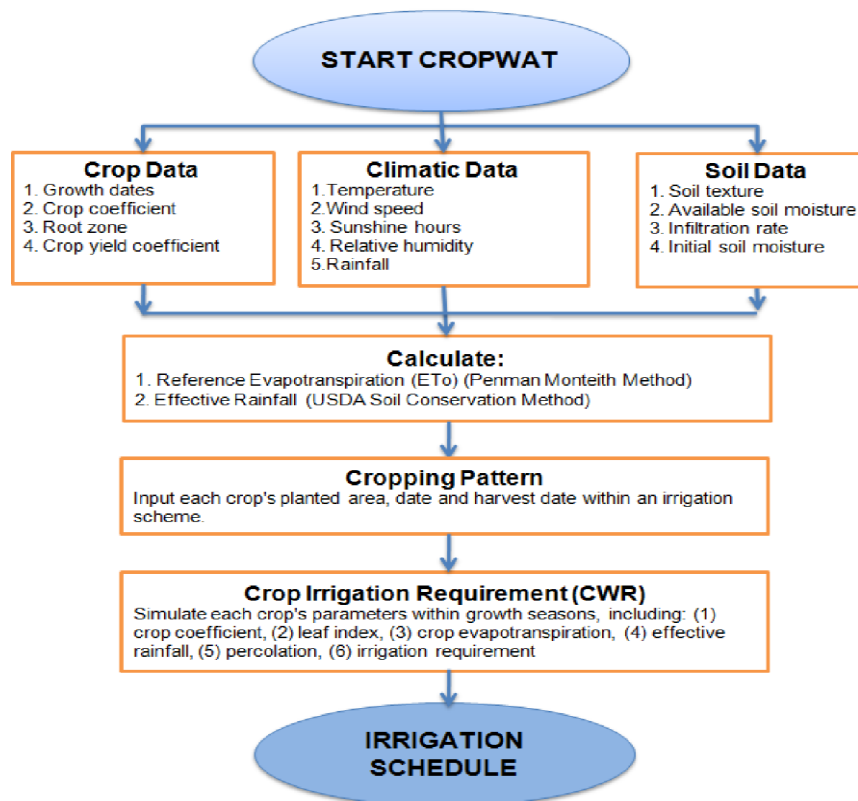 START CROPWAT
Crop Data
1. Growth dates
2. Crop coefficient
3. Root zone
4. Crop yield coefficient
Climatic Data
1.Temperature
2.Wind speed
3. Sunshine hours
4. Relative humidity
5.Rainfall
Soil Data
1. Soil texture
2. Available soil moisture
3. Infiltration rate
4. Initial soil moisture
Calculate:
1. Reference Evapotranspiration (ETo) (Penman Monteith Method)
2. Effective Rainfall (USDA Soil Conservation Method)
Cropping Pattern
Input each crop's planted area, date and harvest date within an irrigation
scheme.
Crop Irrigation Requirement (CWR)
Simulate each crop's parameters within growth seasons, including: (1)
crop coefficient, (2) leaf index, (3) crop evapotranspiration, (4) effective
rainfall, (5) percolation, (6) irrigation requirement
IRRIGATION
SCHEDULE